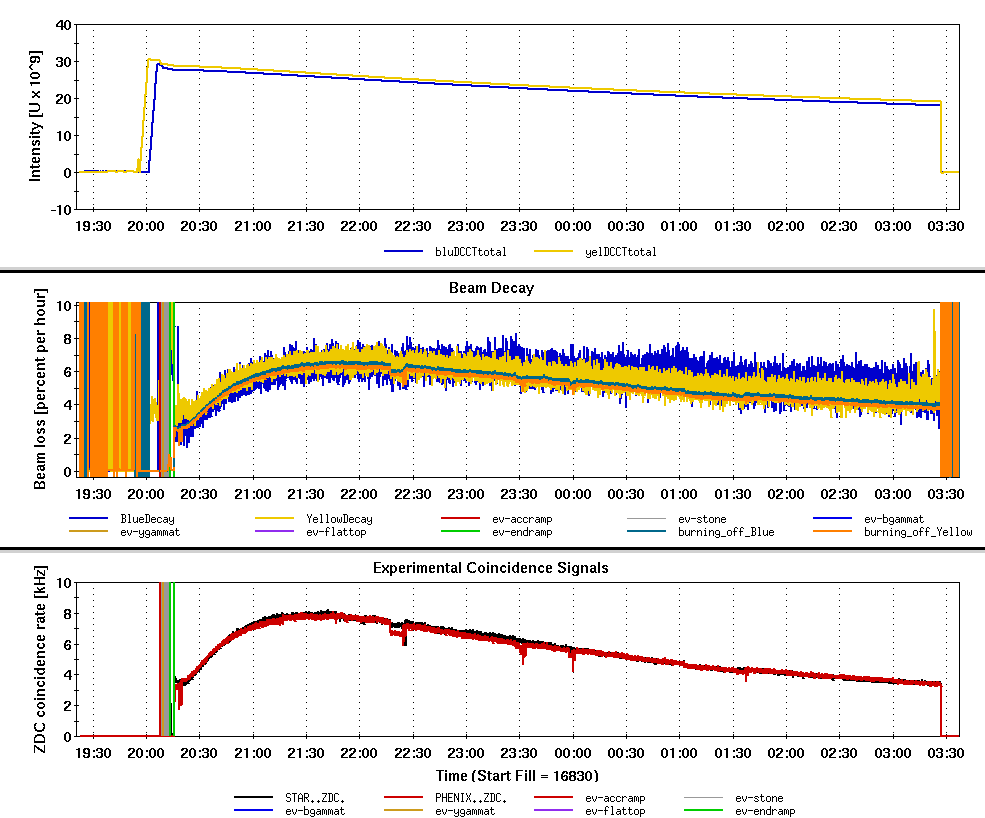 40
30
20
10
0
-10
Intensity [U x 10^9]
19:30 20:00 20:30 21:00 21:30 22:00 22:30 23:00 23:30 00:00 00:30 01:00 01:30 02:00 02:30 03:00 03:30
bluDCCTtotal yelDCCTtotal
Beam Decay
10
8
6
4
2
0
Beam loss [percent per hour]
19:30 20:00 20:30 21:00 21:30 22:00 22:30 23:00 23:30 00:00 00:30 01:00 01:30 02:00 02:30 03:00 03:30
BlueDecay YellowDecay ev-accramp ev-stone ev-bgammat
ev-ygammat ev-flattop ev-endramp burning_off_Blue burning_off_Yellow
Experimental Coincidence Signals
10
8
6
4
2
0
ZDC coincidence rate [kHz]
19:30 20:00 20:30 21:00 21:30 22:00 22:30 23:00 23:30 00:00 00:30 01:00 01:30 02:00 02:30 03:00 03:30
Time (Start Fill = 16830)
STAR..ZDC. PHENIX..ZDC. ev-accramp ev-stone
ev-bgammat ev-ygammat ev-flattop ev-endramp